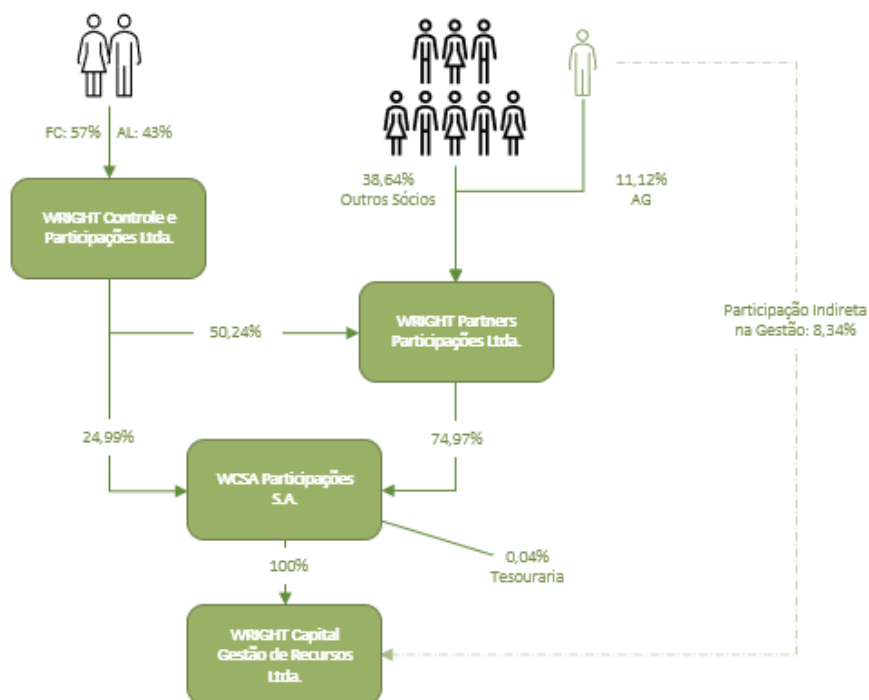 FC: 57%
AL: 43%
38,64%
Outros Sócios
11,12%
AG
WRIGHT Controle e
Participações Ltda.
50,24%
WRIGHT Partners
Participações Ltda.
Participação Indireta
na Gestão: 8,34%
24,99%
74,97%
WCSA Participações
S.A.
0,04%
Tesouraria
100%
WRIGHT Capital
Gestão de Recursos
Ltda.